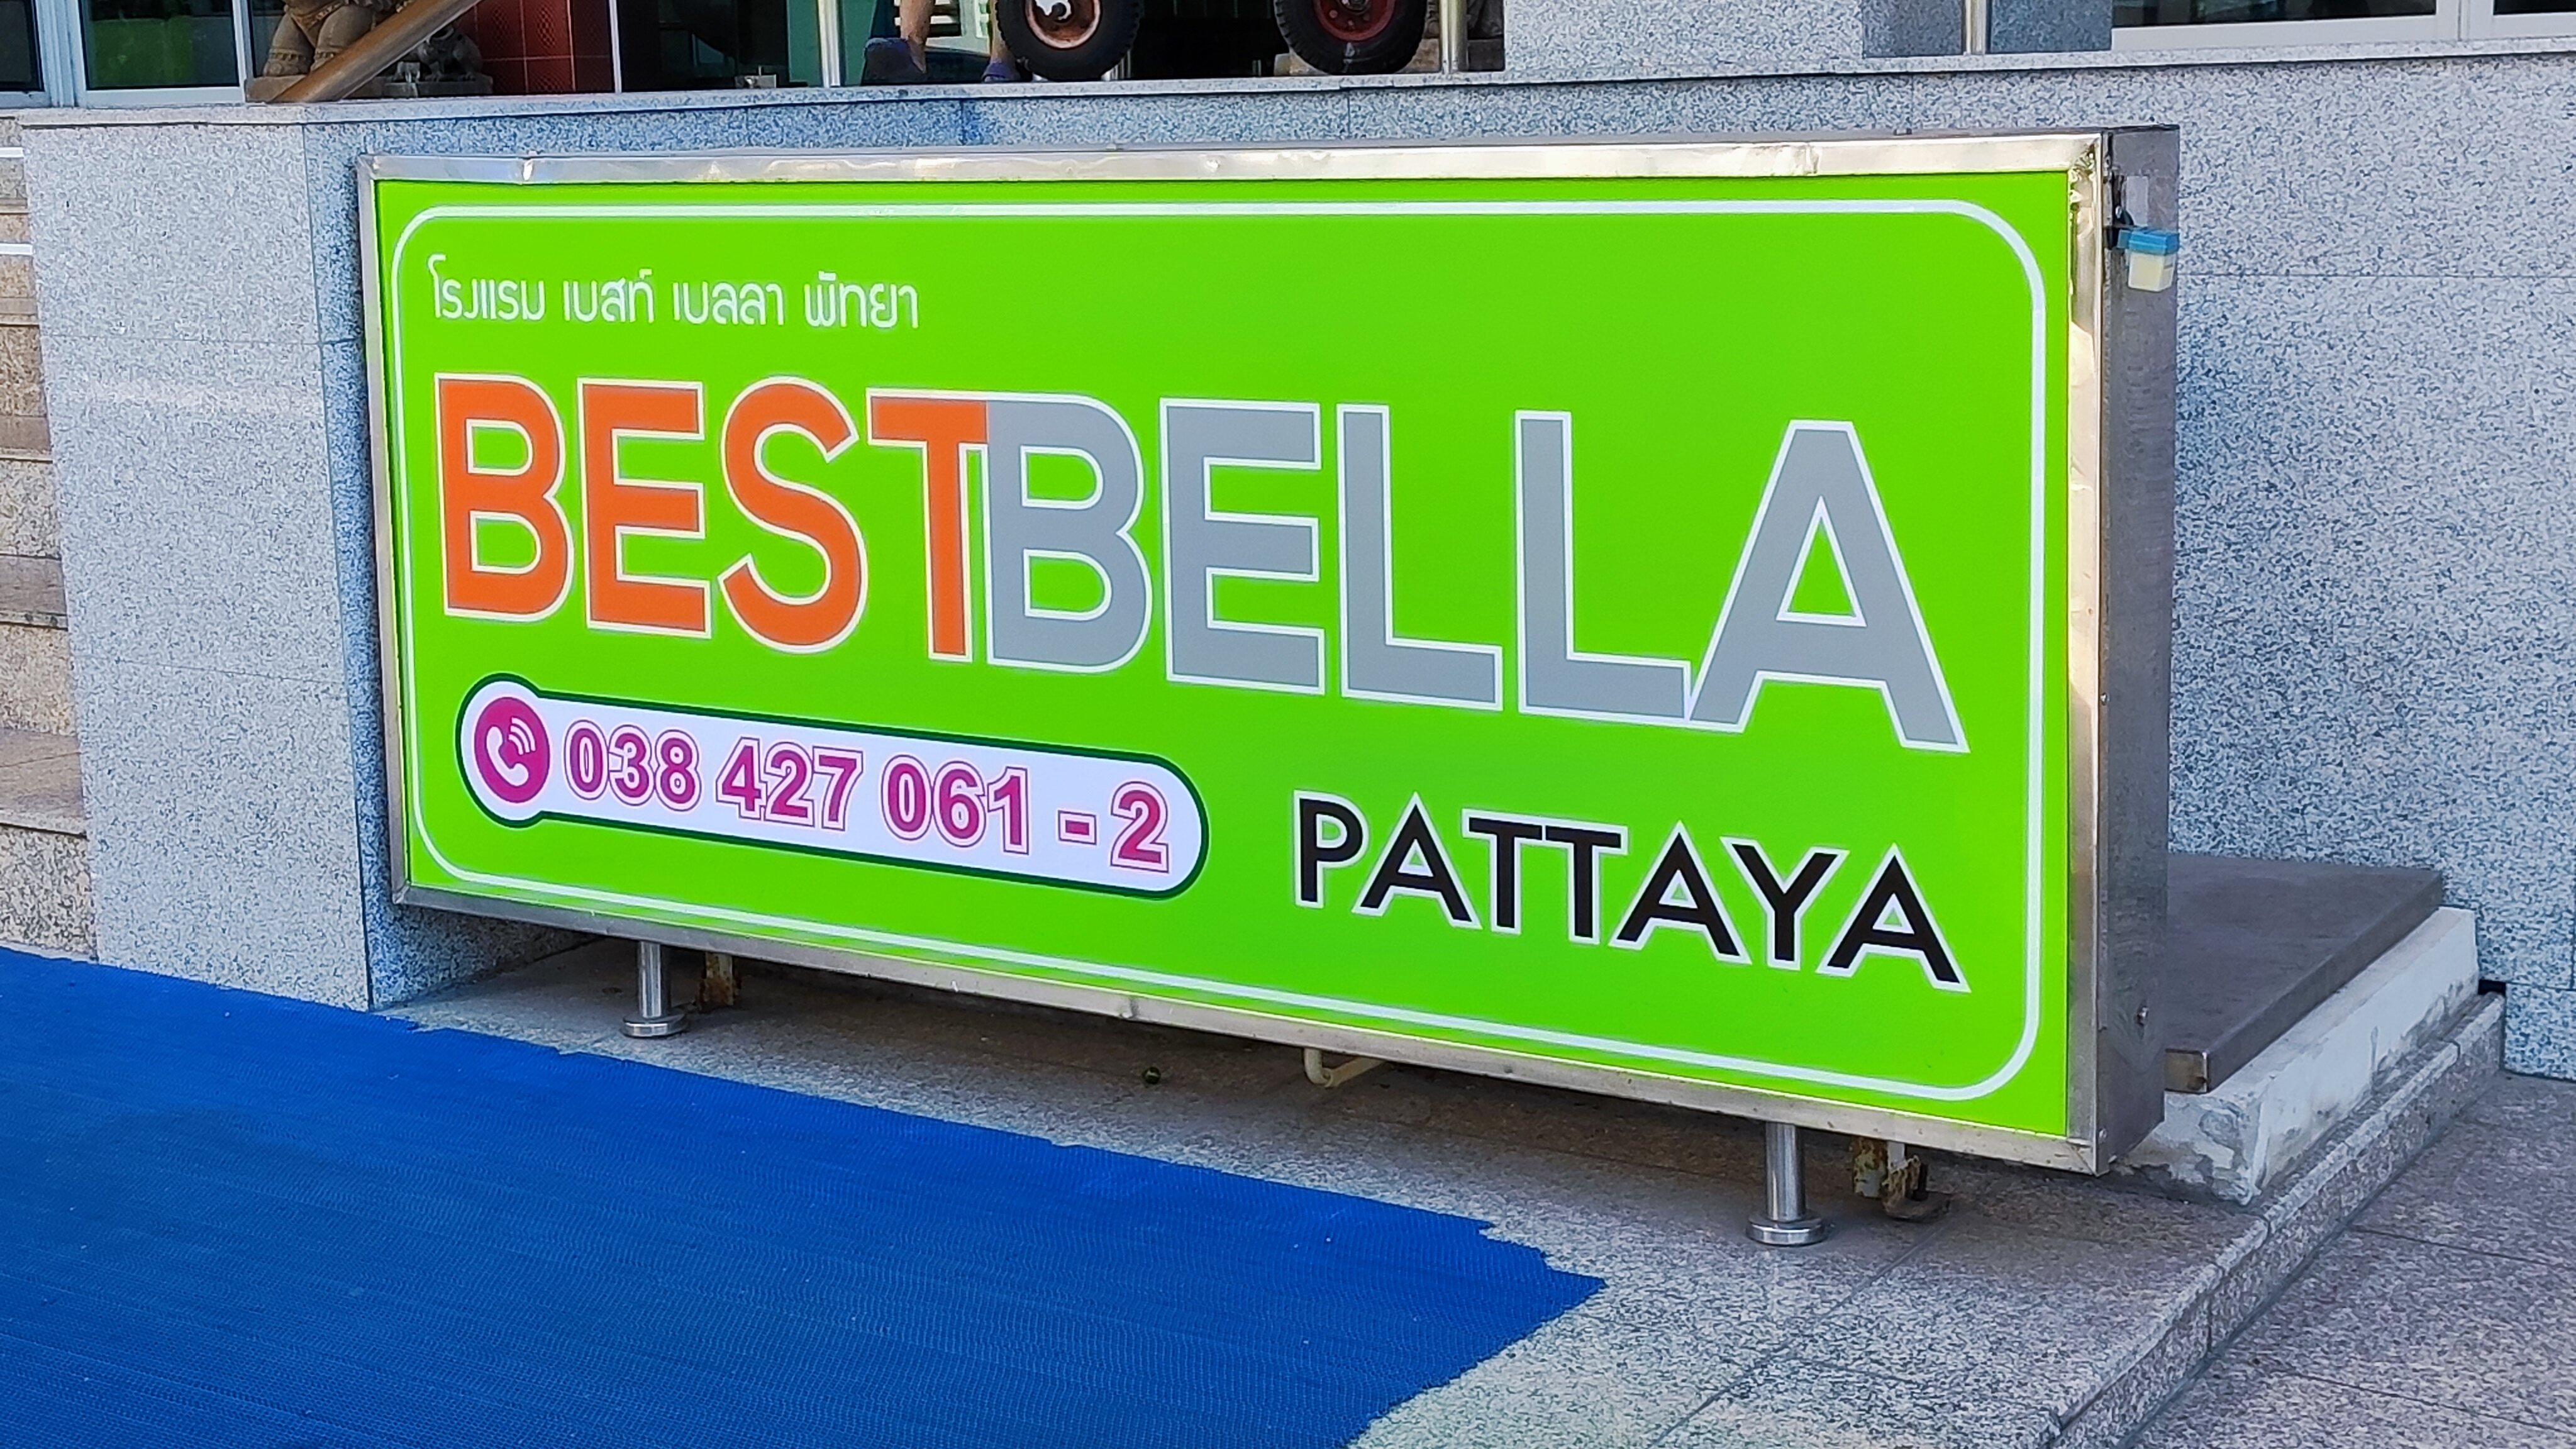 โรงแรม เบสท์ เบลลา พัทยา
BESTBELLA
038 427 061 - 2
PATTAYA